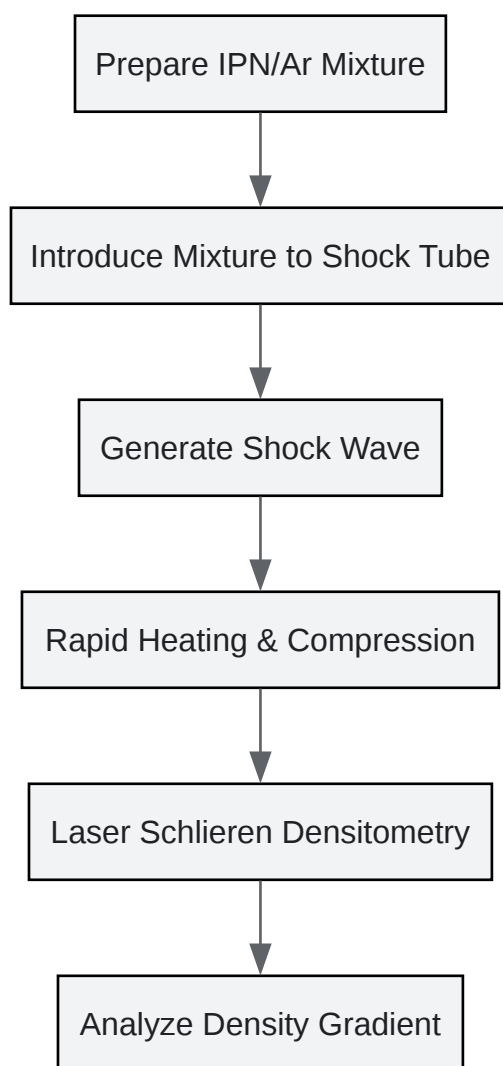 Prepare IPN/Ar Mixture
Introduce Mixture to Shock Tube
Generate Shock Wave
Rapid Heating & Compression
Laser Schlieren Densitometry
Analyze Density Gradient